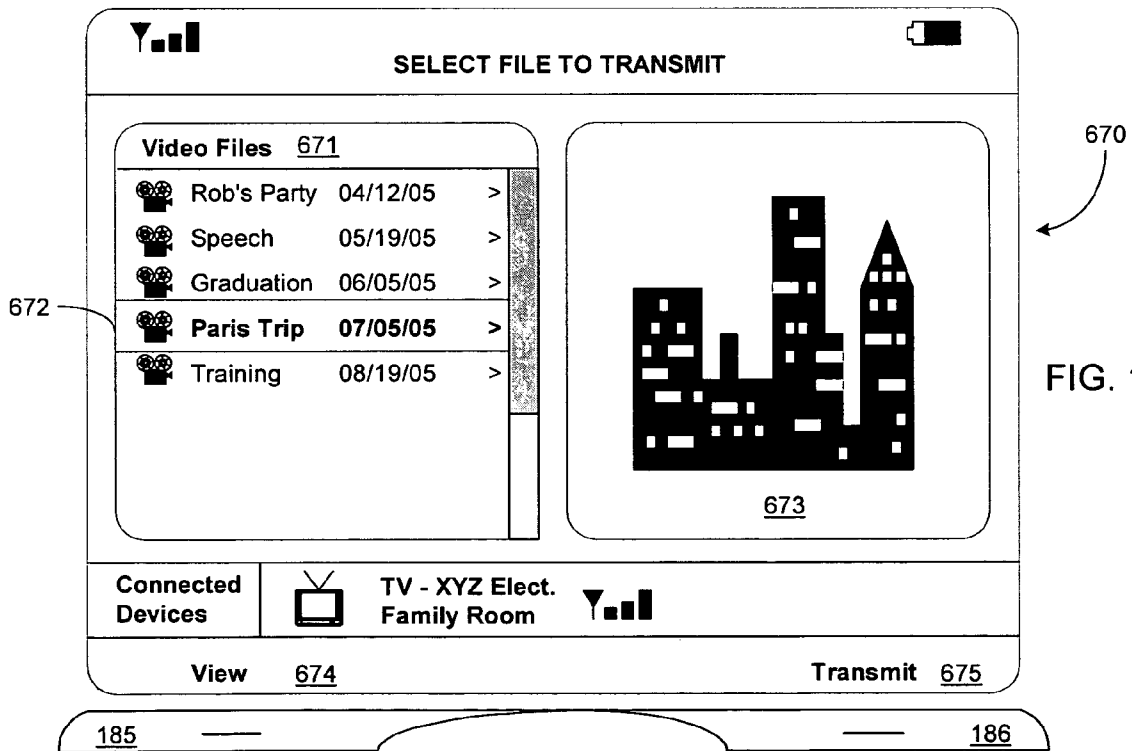 SELECT FILE TO TRANSMIT
Video Files 671
Rob's Party 04/12/05 >
Speech 05/19/05 >
Graduation 06/05/05 >
Paris Trip 07/05/05 >
Training 08/19/05 >
672
670
673
FIG.
Connected Devices
TV - XYZ Elect.
Family Room
View 674
Transmit 675
185
186